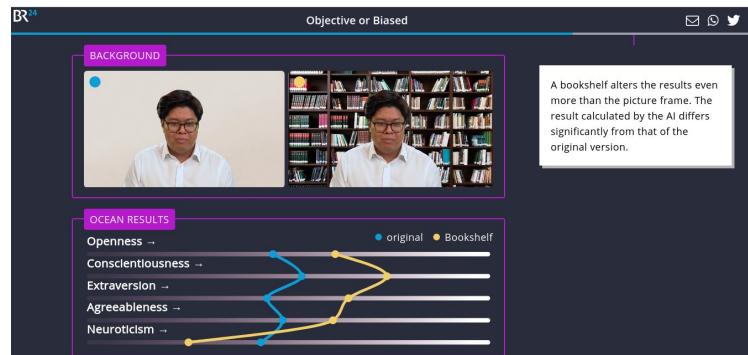 BR24
Objective or Biased
BACKGROUND
A bookshelf alters the results even
more than the picture frame. The
result calculated by the AI differs
significantly from that of the
original version.
OCEAN RESULTS
original Bookshelf
Openness →
Conscientiousness →
Extraversion →
Agreeableness →
Neuroticism →